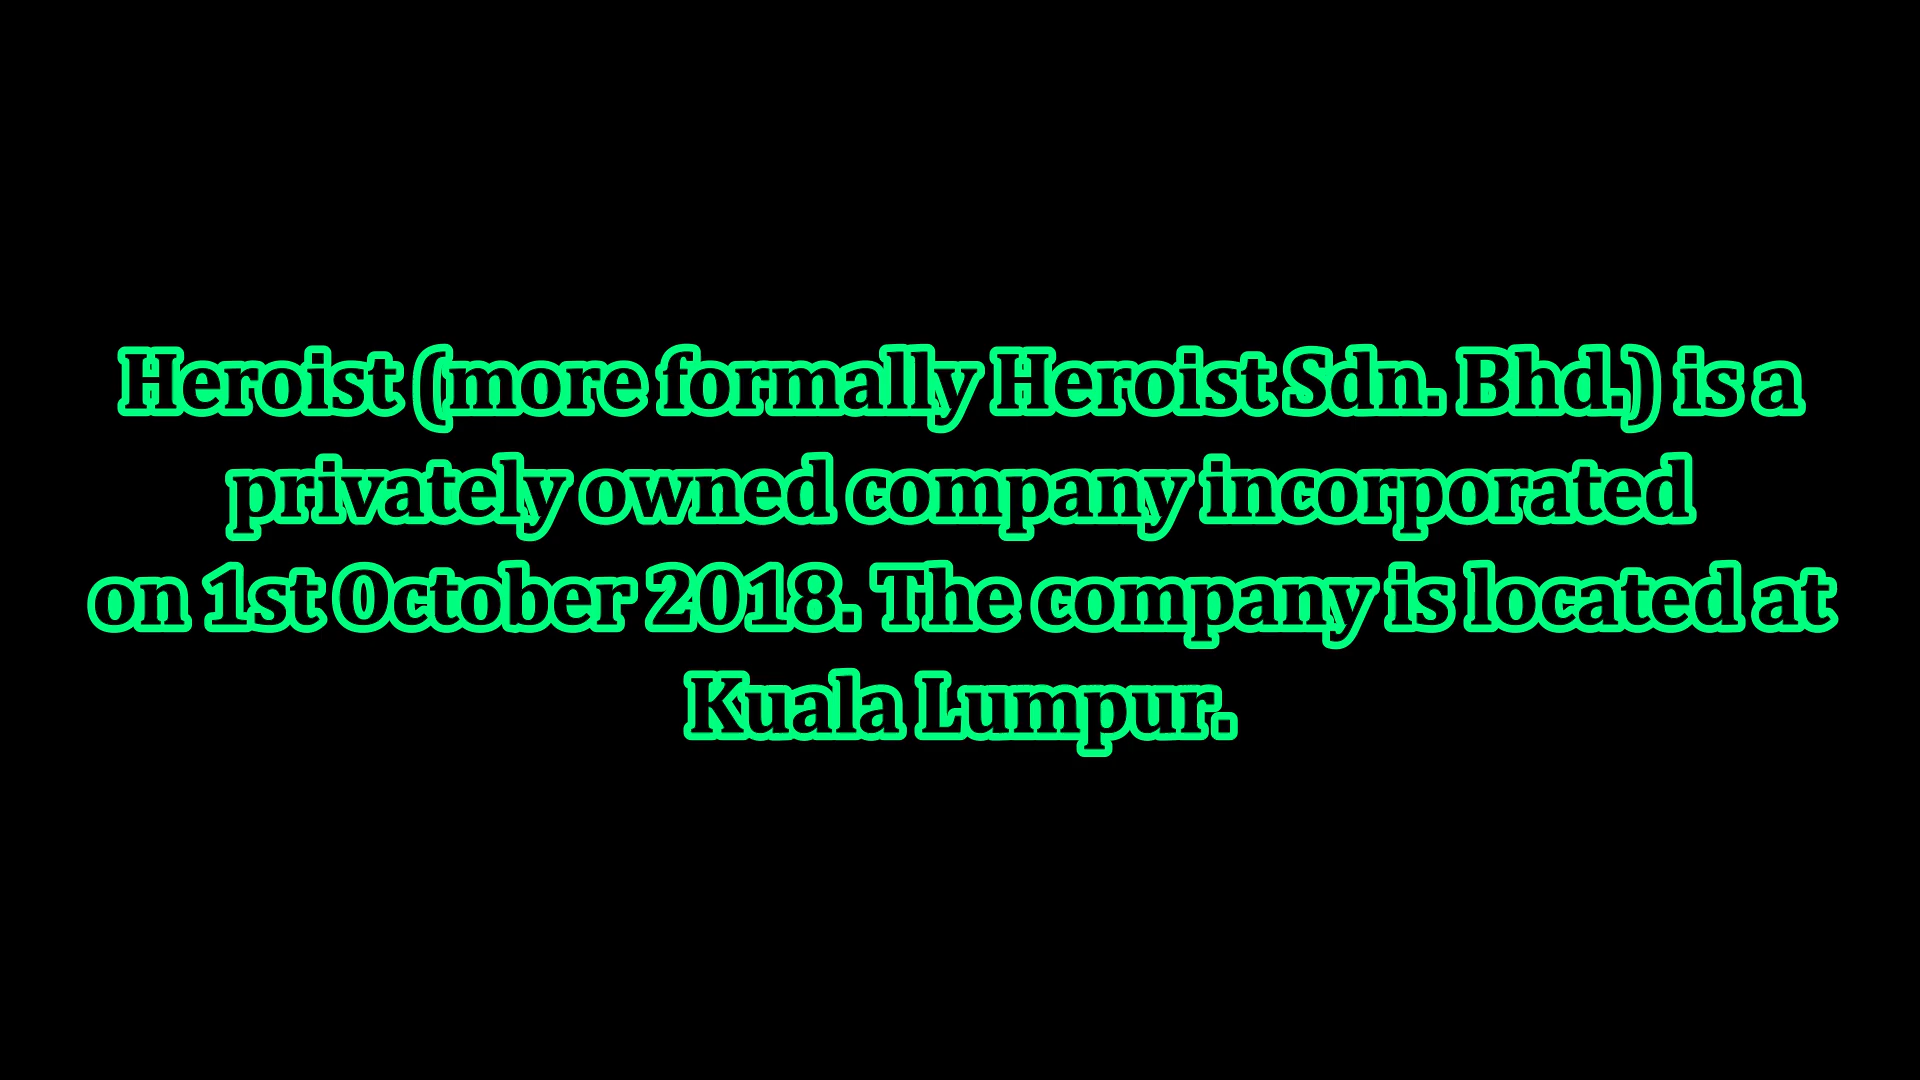 Heroist (more formally Heroist Sdn. Bhd.) is a
privately owned company incorporated
on 1st October 2018. The company is located at
Kuala Lumpur.